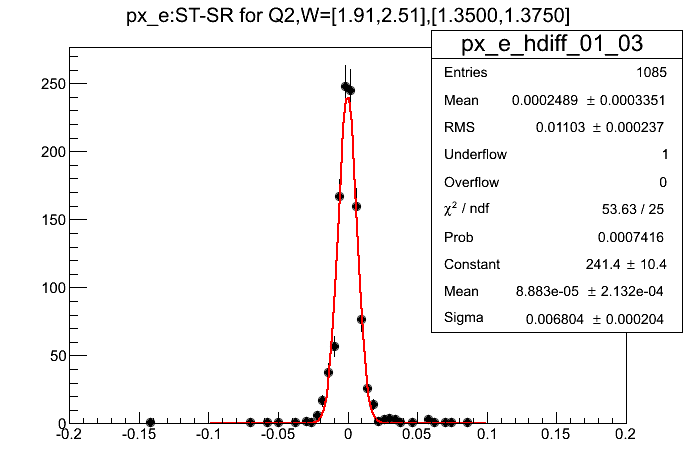 px_e:ST-SR for Q2,W=[1.91,2.51],[1.3500,1.3750]
px_e_hdiff_01_03
Entries 1085
Mean 0.0002489 ± 0.0003351
RMS 0.01103 ± 0.000237
Underflow 1
Overflow 0
χ² / ndf 53.63 / 25
Prob 0.0007416
Constant 241.4 ± 10.4
Mean 8.883e-05 ± 2.132e-04
Sigma 0.006804 ± 0.000204
250
200
150
100
50
0
-0.2 -0.15 -0.1 -0.05 0 0.05 0.1 0.15 0.2